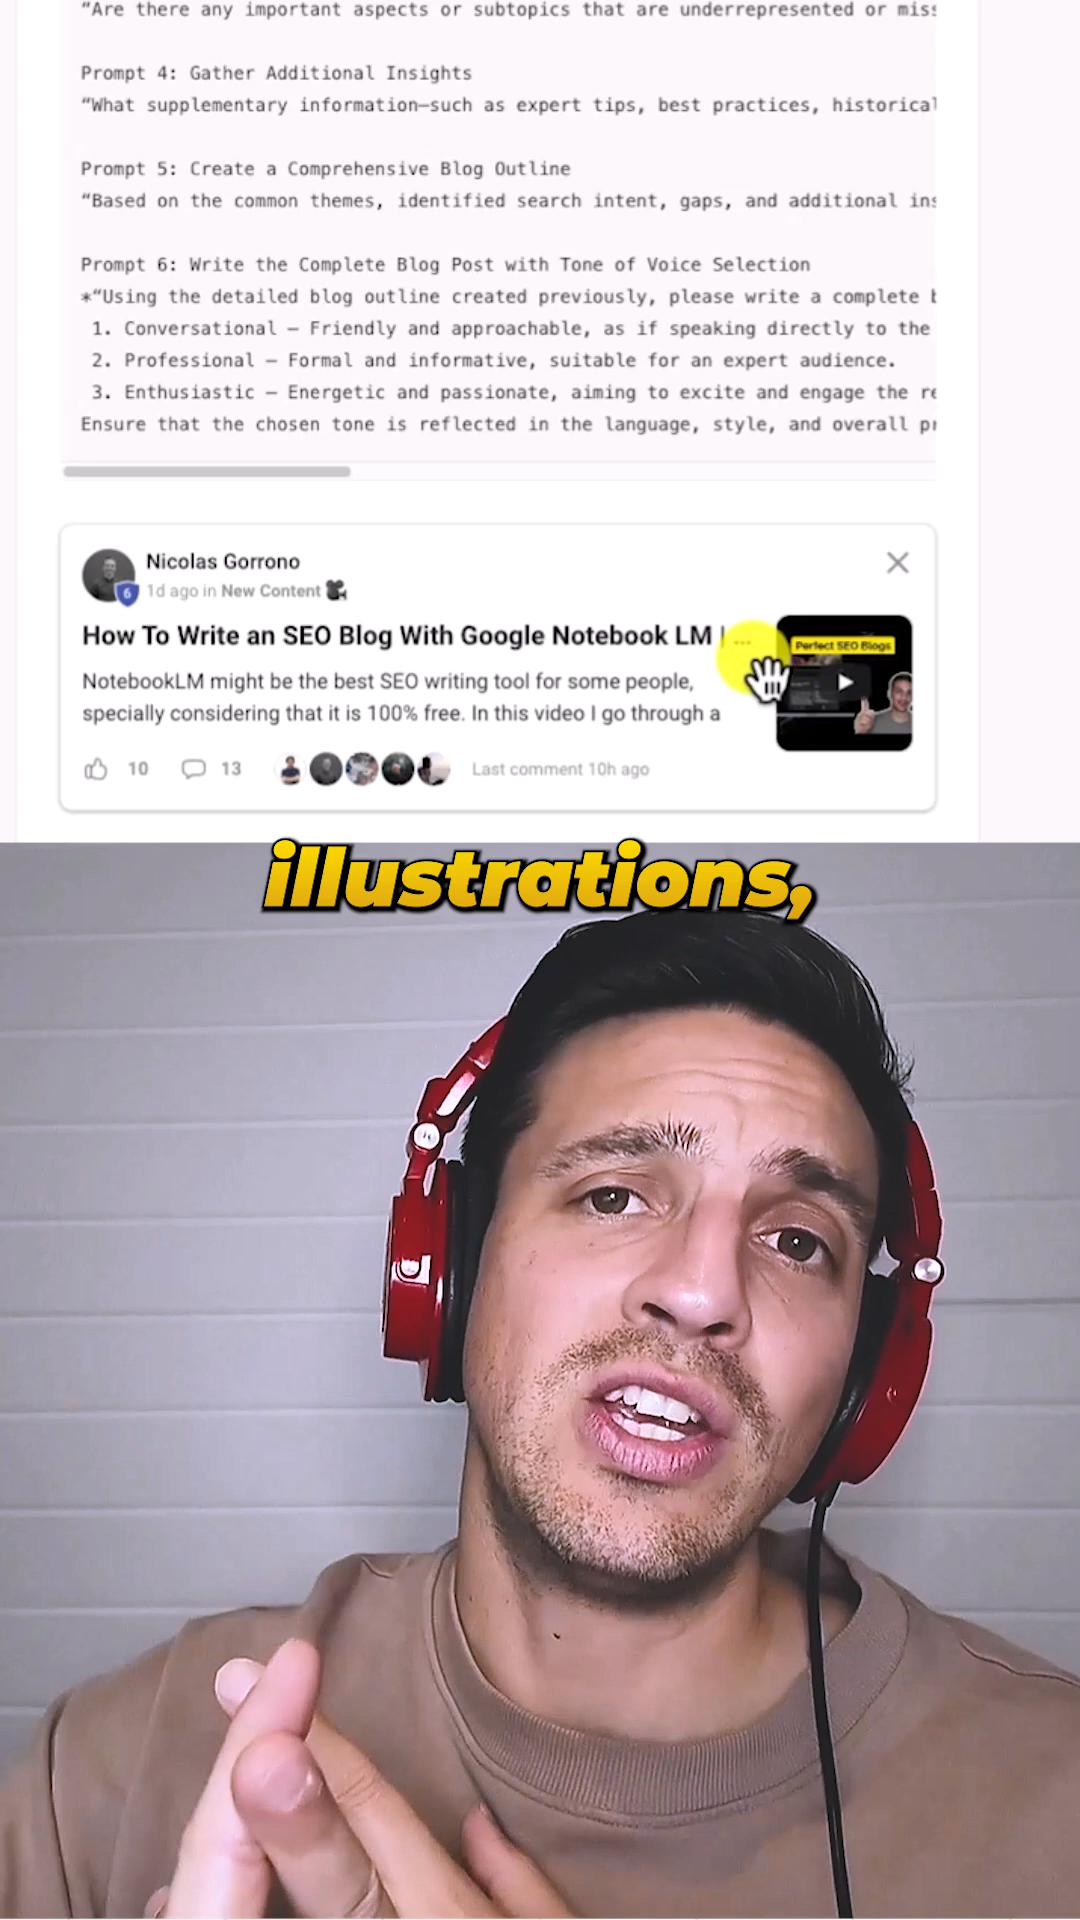 “Are there any important aspects or subtopics that are underrepresented or miss
Prompt 4: Gather Additional Insights
“What supplementary information—such as expert tips, best practices, historical
Prompt 5: Create a Comprehensive Blog Outline
“Based on the common themes, identified search intent, gaps, and additional ins
Prompt 6: Write the Complete Blog Post with Tone of Voice Selection
*“Using the detailed blog outline created previously, please write a complete b
1. Conversational – Friendly and approachable, as if speaking directly to the
2. Professional – Formal and informative, suitable for an expert audience.
3. Enthusiastic – Energetic and passionate, aiming to excite and engage the re
Ensure that the chosen tone is reflected in the language, style, and overall pr
Nicolas Gorrono
6
1d ago in New Content
How To Write an SEO Blog With Google Notebook LM | ...
Perfect SEO Blogs
NotebookLM might be the best SEO writing tool for some people,
specially considering that it is 100% free. In this video I go through a
10 13 Last comment 10h ago
illustrations,